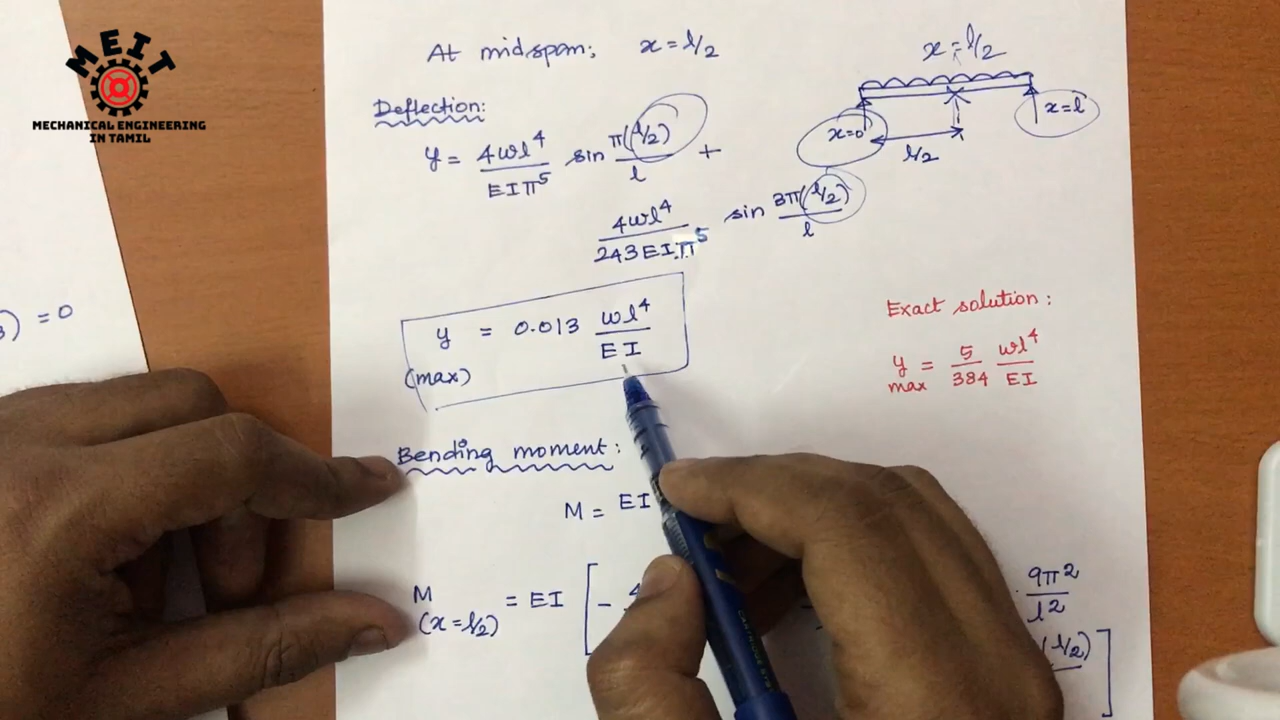 MEIT
MECHANICAL ENGINEERING
IN TAMIL
At midspan; x = l/2
x = l/2
x=0
x=l
l/2
Deflection:
y = 4wl⁴/EIπ⁵ sin π(l/2)/l +
4wl⁴/243EIπ⁵ sin 3π(l/2)/l
) = 0
y (max) = 0.013 wl⁴/EI
Exact solution:
y max = 5/384 wl⁴/EI
Bending moment:
M = EI
M (x = l/2) = EI [ -
9π²/l²
(l/2) ]